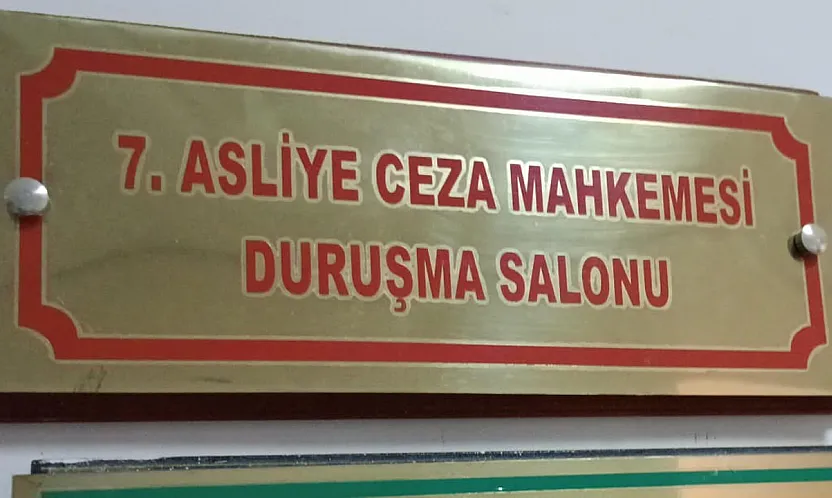 7. ASLİYE CEZA MAHKEMESİ
DURUŞMA SALONU